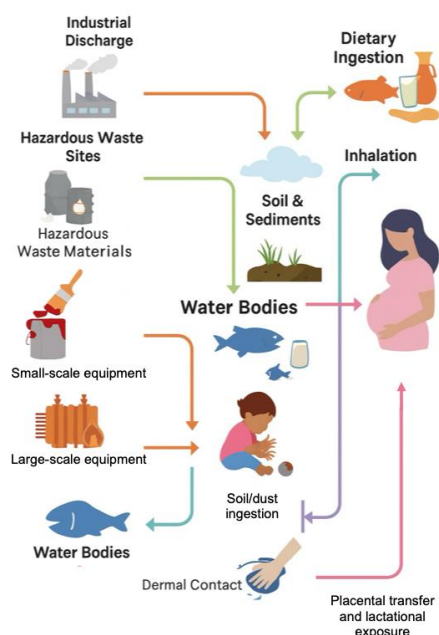 Industrial
Discharge
Dietary
Ingestion
Hazardous Waste
Sites
Inhalation
Soil &
Sediments
Hazardous
Waste Materials
Water Bodies
Small-scale equipment
Large-scale equipment
Soil/dust
ingestion
Water Bodies
Dermal Contact
Placental transfer
and lactational
exposure